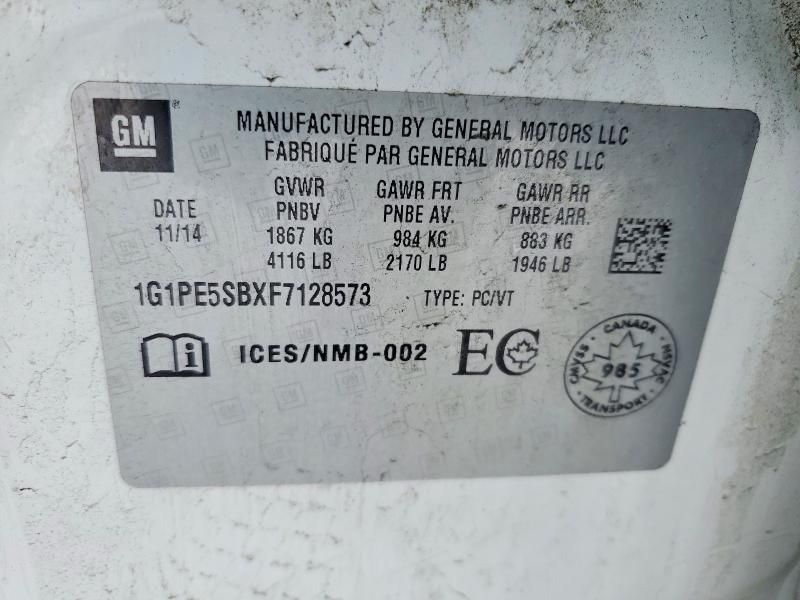 GM
MANUFACTURED BY GENERAL MOTORS LLC
FABRIQUÉ PAR GENERAL MOTORS LLC
DATE
11/14
GVWR
PNBV
1867 KG
4116 LB
GAWR FRT
PNBE AV.
984 KG
2170 LB
GAWR RR
PNBE ARR.
883 KG
1946 LB
1G1PE5SBXF7128573 TYPE: PC/VT
i ICES/NMB-002 EC
CANADA
CMVSS 985 NSVAC
TRANSPORT